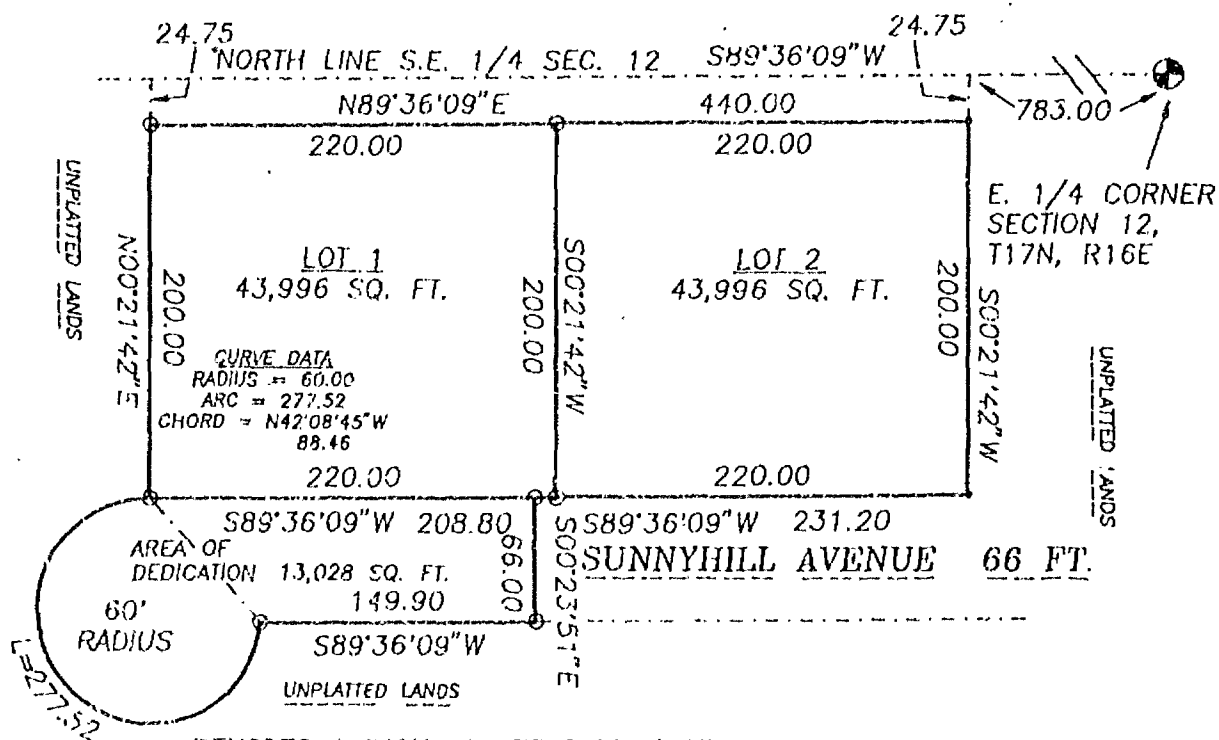 24.75
24.75
NORTH LINE S.E. 1/4 SEC. 12 S89°36'09"W
N89°36'09"E 440.00
783.00
220.00
220.00
E. 1/4 CORNER
SECTION 12,
T17N, R16E
UNPLATTED LANDS
N00°21'42"E
200.00
LOT 1
43,996 SQ. FT.
S00°21'42"W
200.00
LOT 2
43,996 SQ. FT.
200.00
S00°21'42"W
UNPLATTED LANDS
CURVE DATA
RADIUS = 60.00
ARC = 277.52
CHORD = N42°08'45"W
88.46
220.00
220.00
S89°36'09"W 208.80
S89°36'09"W 231.20
AREA OF
DEDICATION 13,028 SQ. FT.
66.00
S00°23'51"E
SUNNYHILL AVENUE 66 FT.
149.90
60'
RADIUS
S89°36'09"W
L=277.52
UNPLATTED LANDS